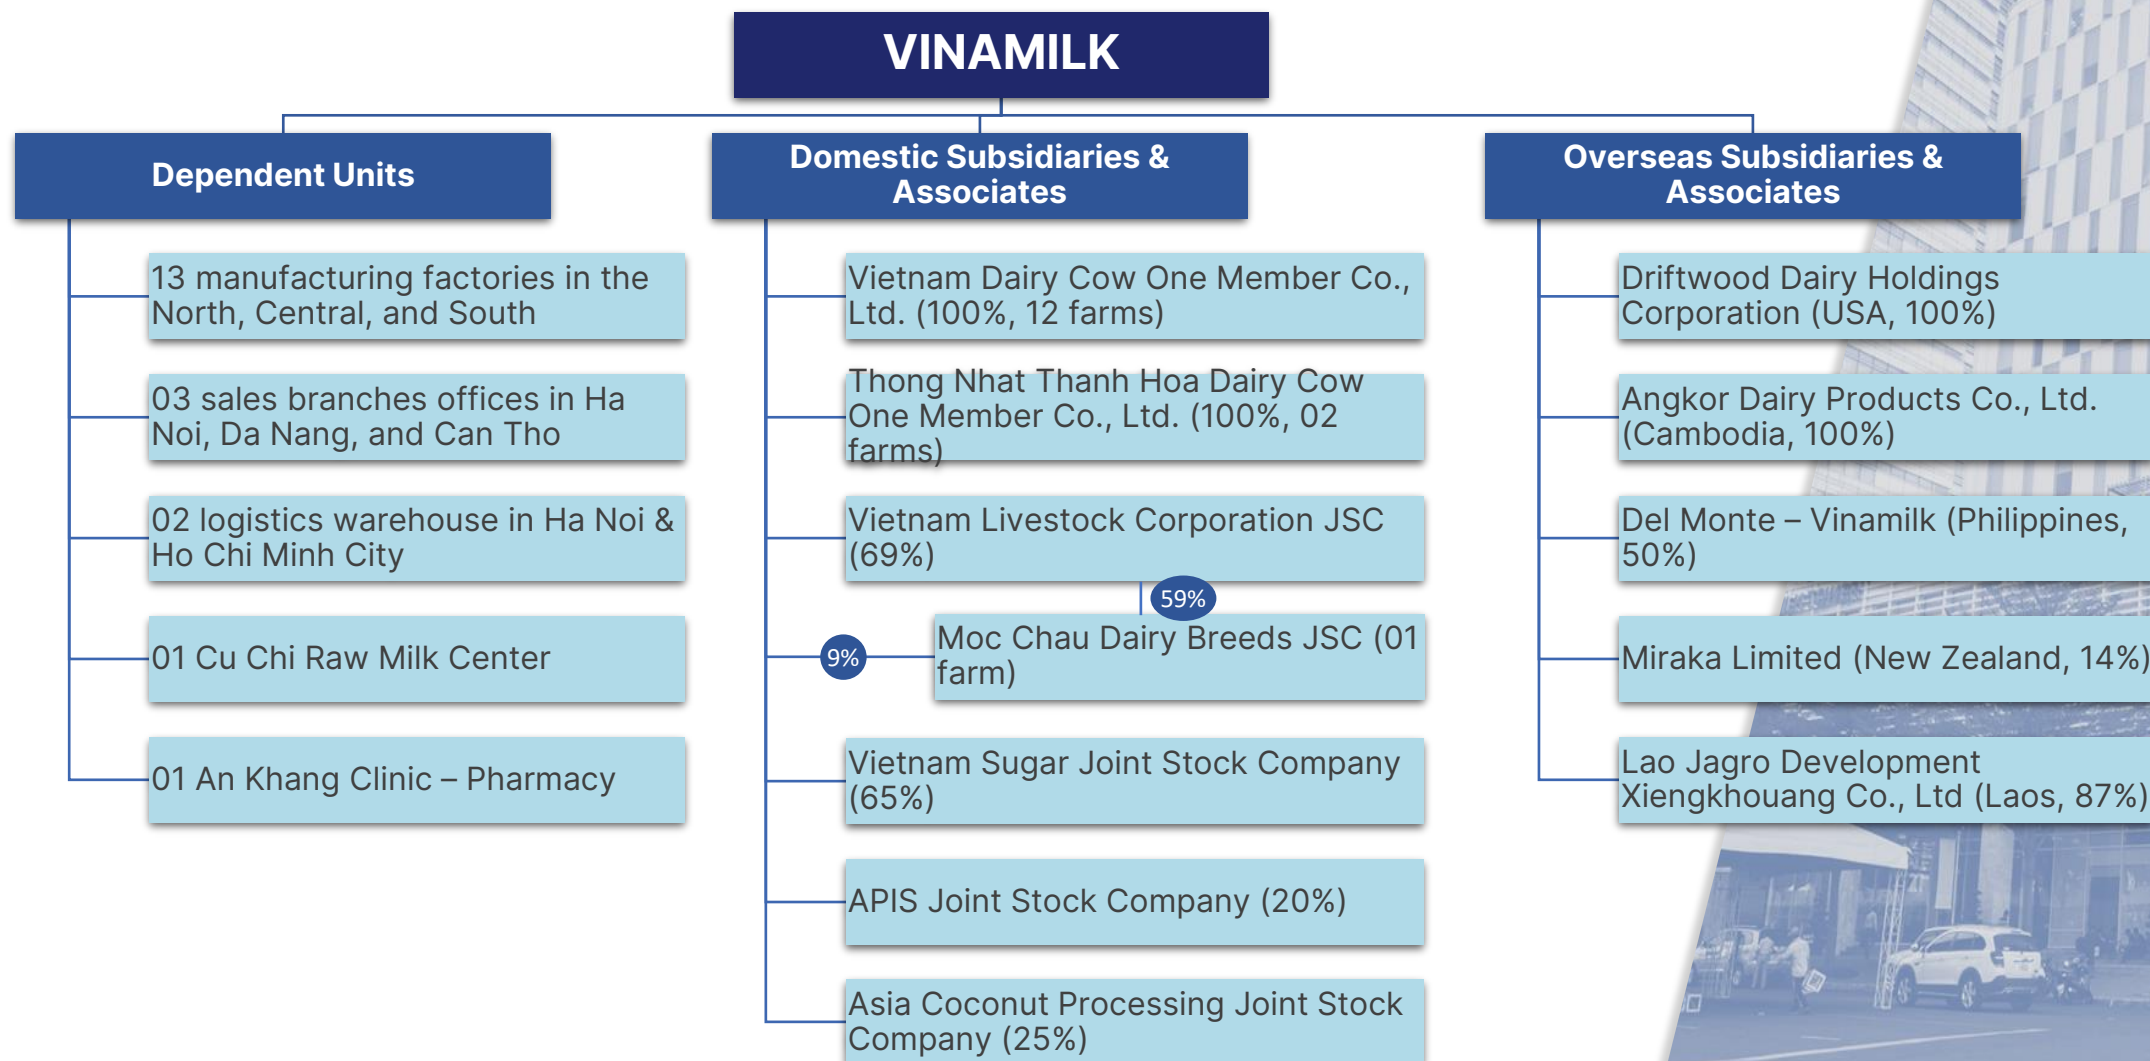 VINAMILK
Dependent Units
13 manufacturing factories in the
North, Central, and South
03 sales branches offices in Ha
Noi, Da Nang, and Can Tho
02 logistics warehouse in Ha Noi &
Ho Chi Minh City
01 Cu Chi Raw Milk Center
01 An Khang Clinic – Pharmacy
Domestic Subsidiaries &
Associates
Vietnam Dairy Cow One Member Co.,
Ltd. (100%, 12 farms)
Thong Nhat Thanh Hoa Dairy Cow
One Member Co., Ltd. (100%, 02
farms)
Vietnam Livestock Corporation JSC
(69%)
59%
9%
Moc Chau Dairy Breeds JSC (01
farm)
Vietnam Sugar Joint Stock Company
(65%)
APIS Joint Stock Company (20%)
Asia Coconut Processing Joint Stock
Company (25%)
Overseas Subsidiaries &
Associates
Driftwood Dairy Holdings
Corporation (USA, 100%)
Angkor Dairy Products Co., Ltd.
(Cambodia, 100%)
Del Monte – Vinamilk (Philippines,
50%)
Miraka Limited (New Zealand, 14%)
Lao Jagro Development
Xiengkhouang Co., Ltd (Laos, 87%)